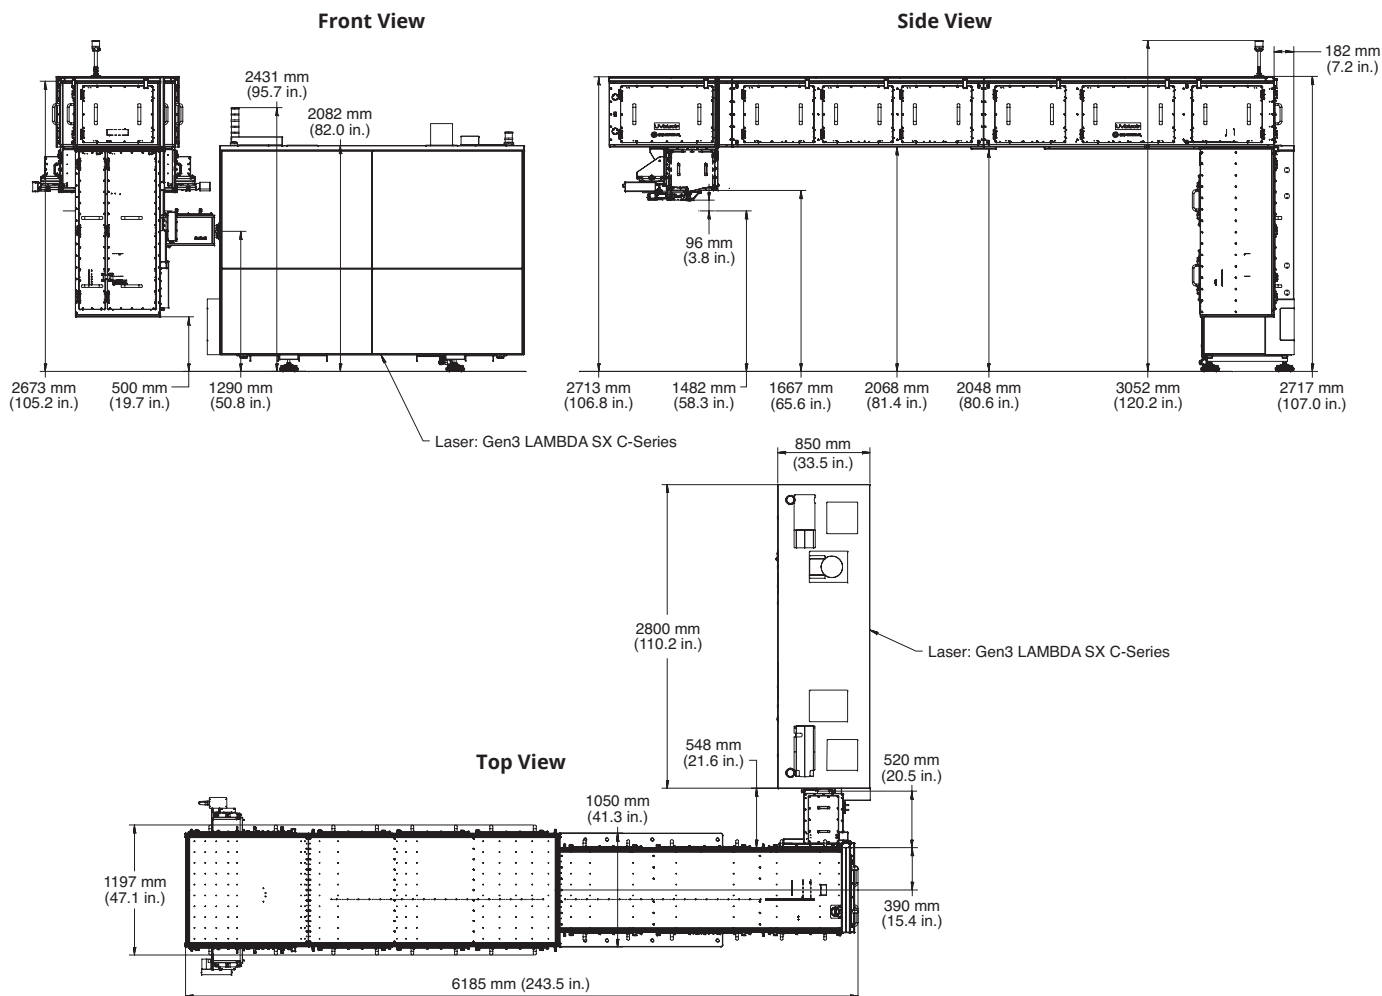 Front View
Side View
2431 mm
(95.7 in.)
2082 mm
(82.0 in.)
182 mm
(7.2 in.)
96 mm
(3.8 in.)
2673 mm
(105.2 in.)
500 mm
(19.7 in.)
1290 mm
(50.8 in.)
2713 mm
(106.8 in.)
1482 mm
(58.3 in.)
1667 mm
(65.6 in.)
2068 mm
(81.4 in.)
2048 mm
(80.6 in.)
3052 mm
(120.2 in.)
2717 mm
(107.0 in.)
Laser: Gen3 LAMBDA SX C-Series
850 mm
(33.5 in.)
2800 mm
(110.2 in.)
Laser: Gen3 LAMBDA SX C-Series
Top View
548 mm
(21.6 in.)
520 mm
(20.5 in.)
1050 mm
(41.3 in.)
1197 mm
(47.1 in.)
390 mm
(15.4 in.)
6185 mm (243.5 in.)